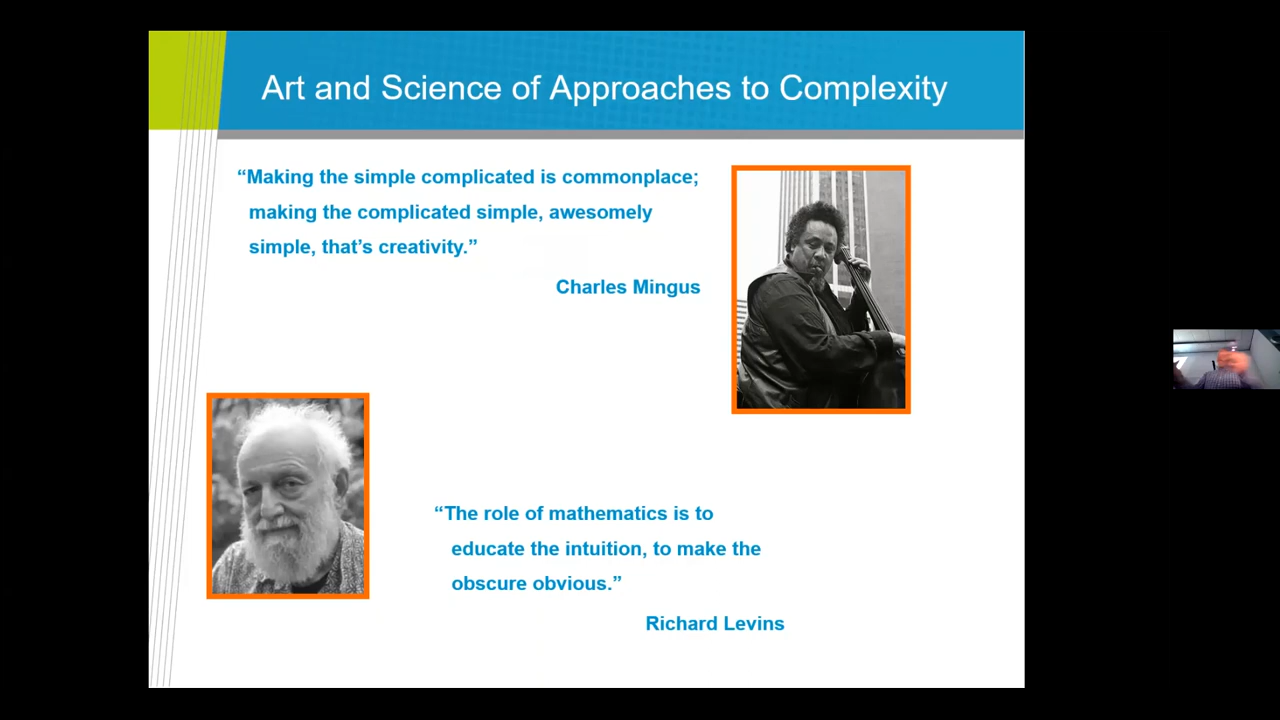 Art and Science of Approaches to Complexity
“Making the simple complicated is commonplace;
making the complicated simple, awesomely
simple, that’s creativity.”
Charles Mingus
“The role of mathematics is to
educate the intuition, to make the
obscure obvious.”
Richard Levins